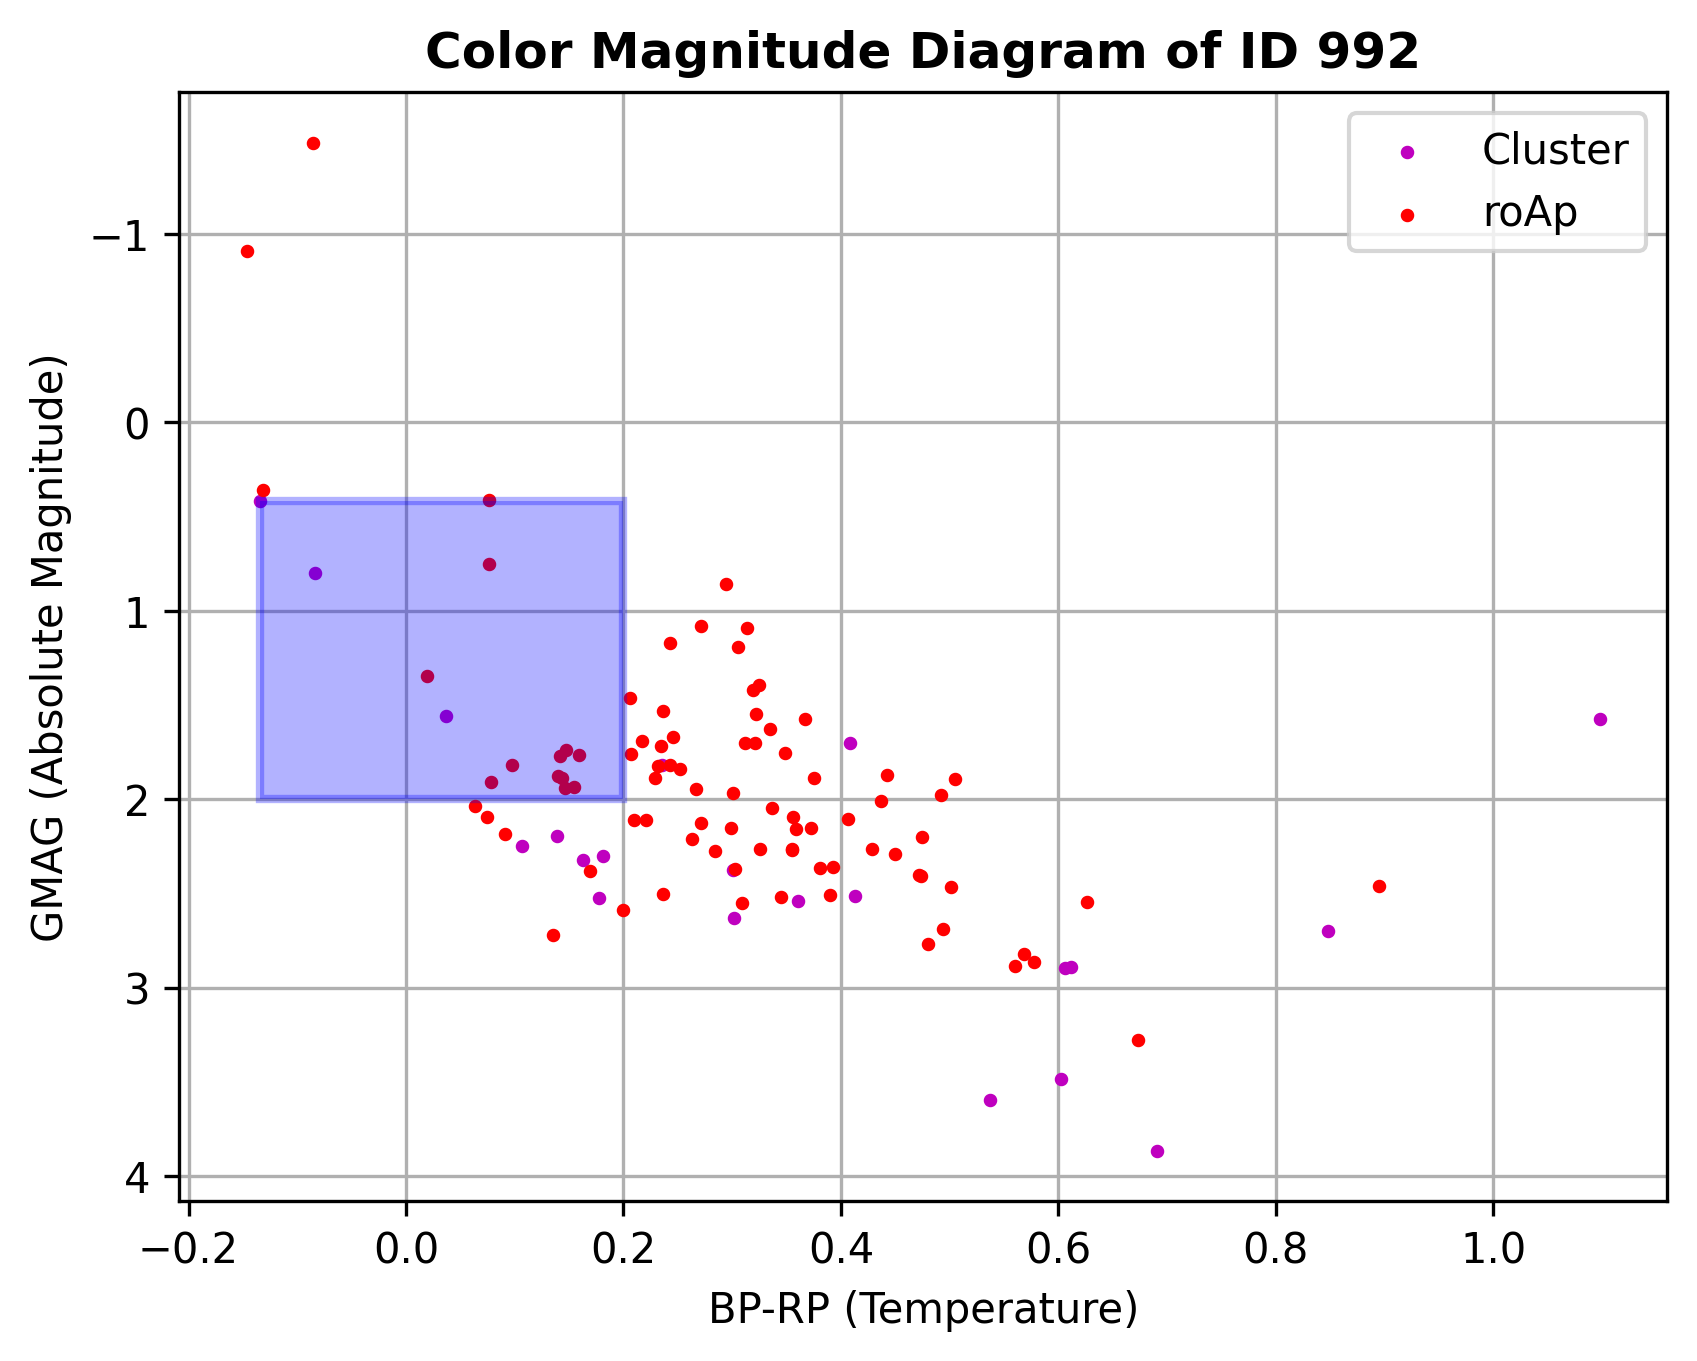 Color Magnitude Diagram of ID 992
Cluster
roAp
−1
0
1
2
3
4
GMAG (Absolute Magnitude)
−0.2 0.0 0.2 0.4 0.6 0.8 1.0
BP-RP (Temperature)